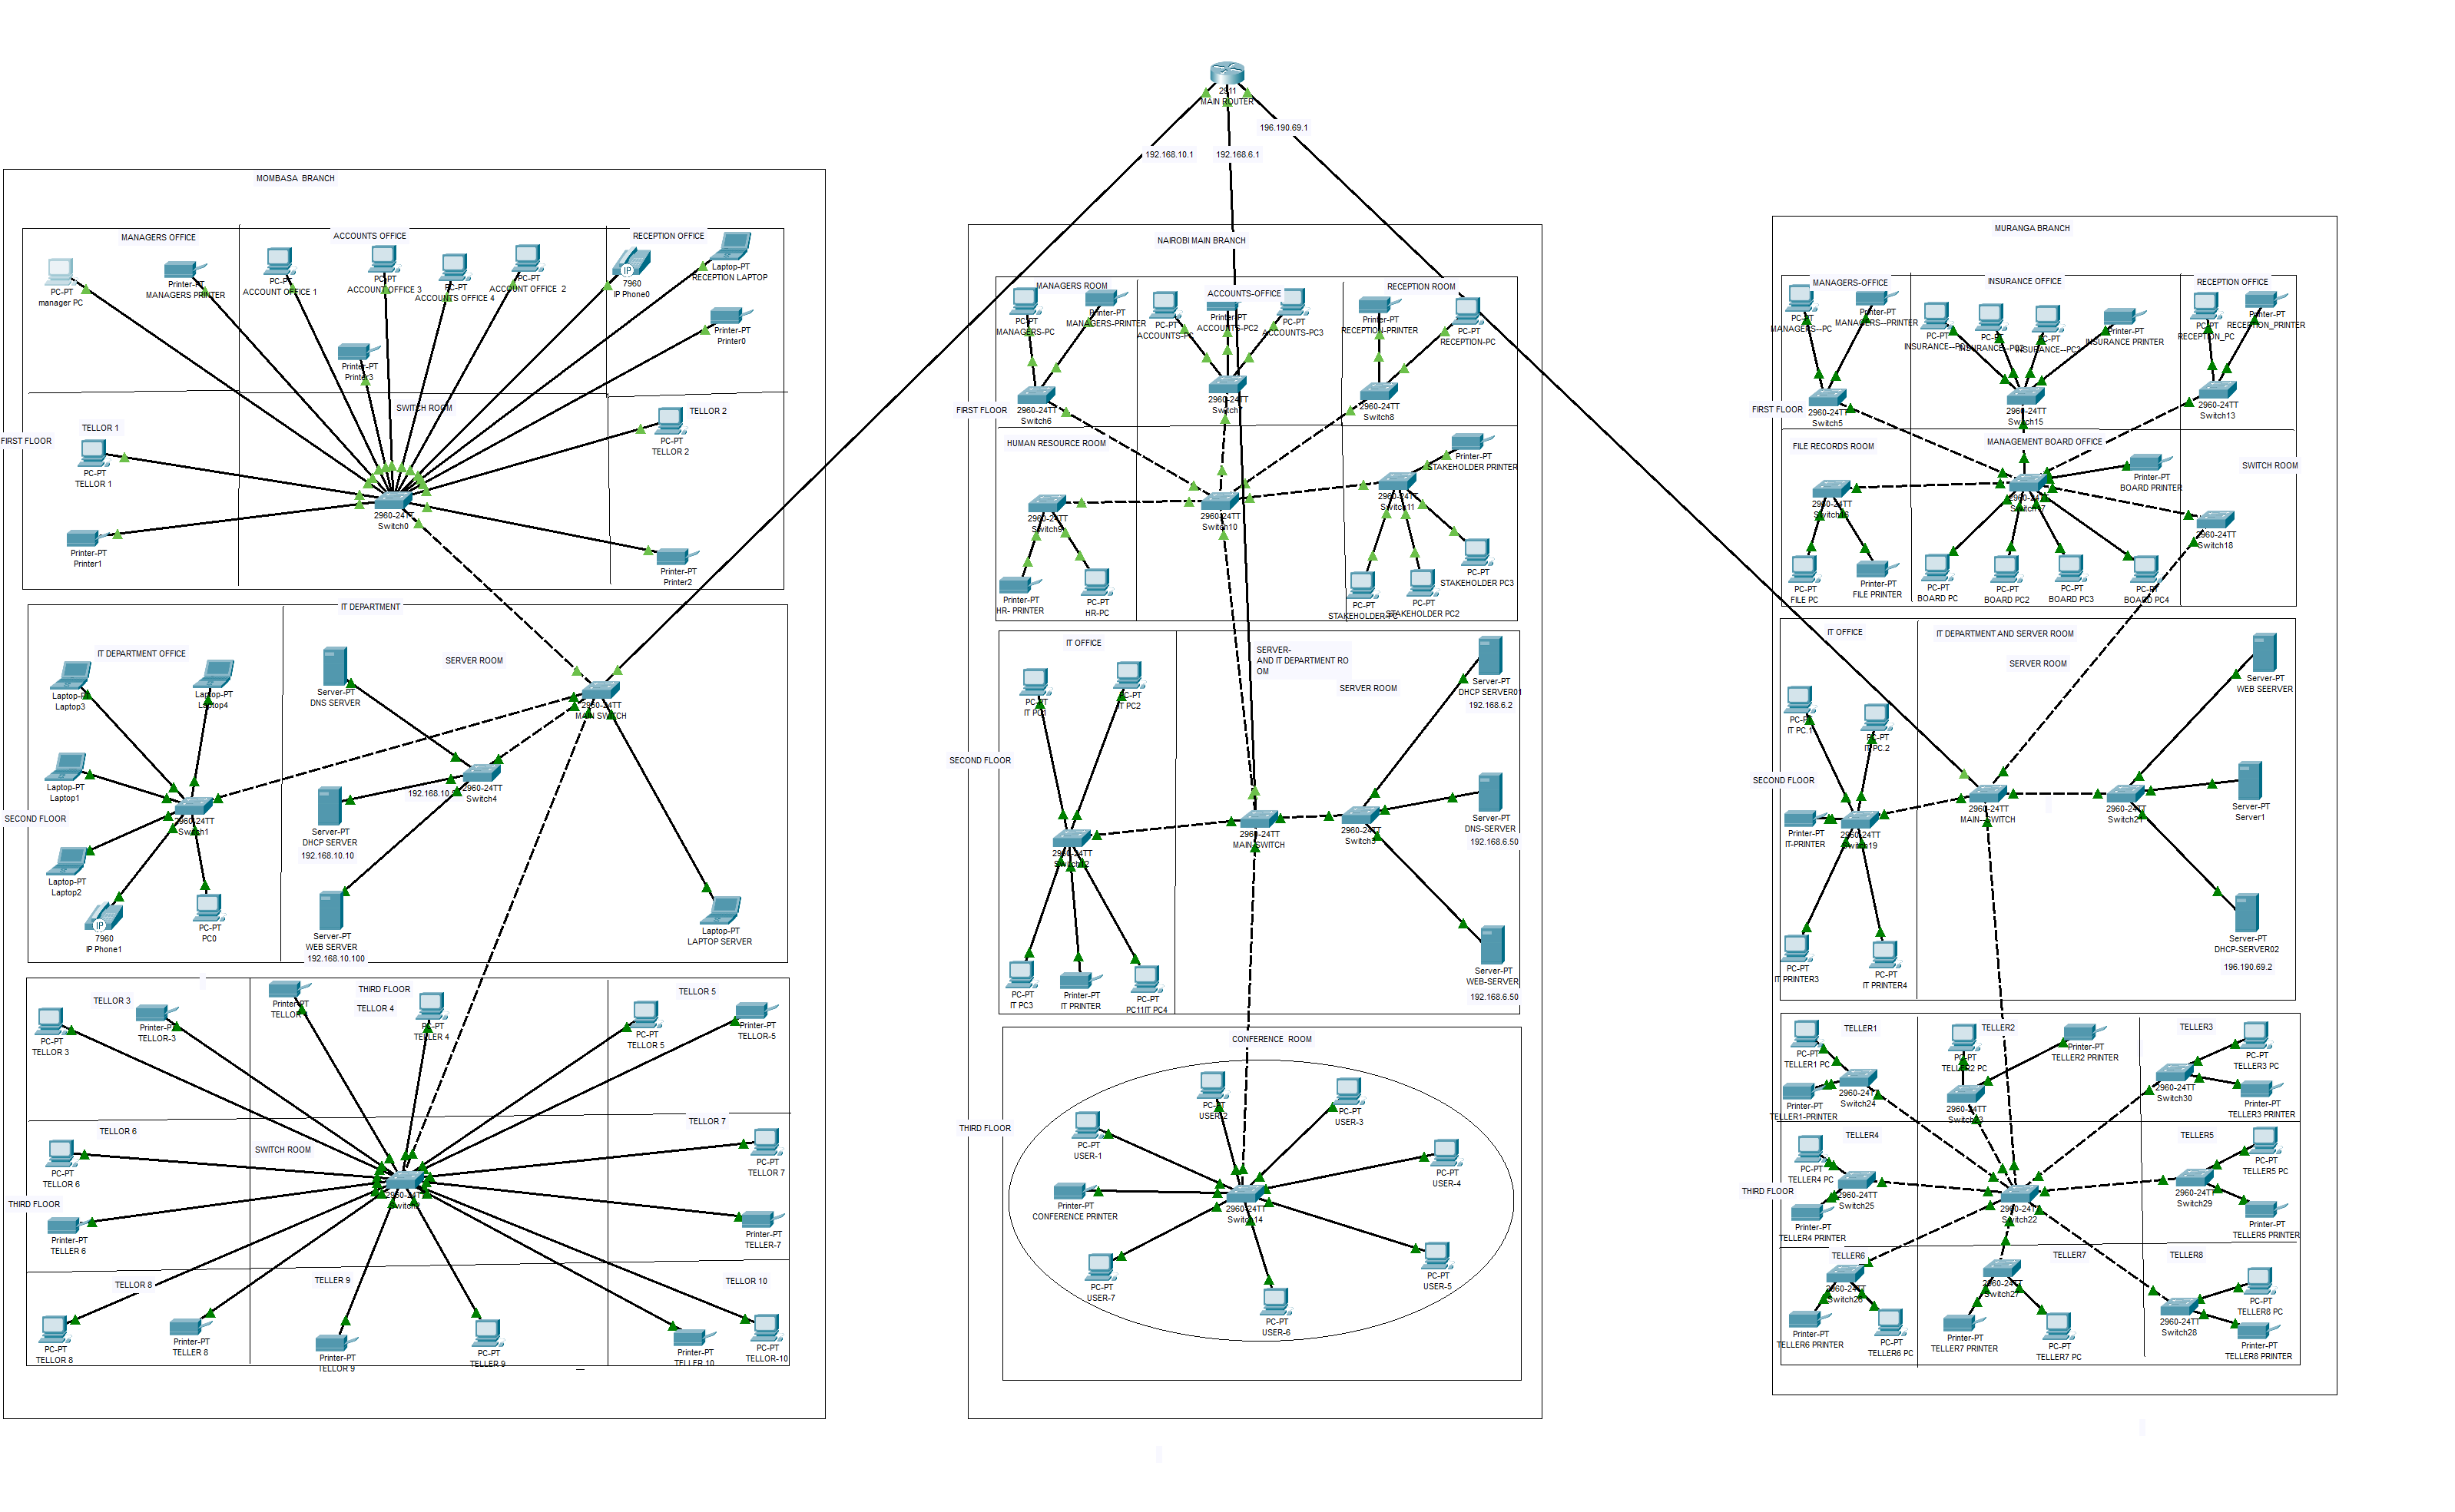 2911
MAIN ROUTER
196.190.69.1
192.168.10.1
192.168.6.1
MOMBASA BRANCH
MANAGERS OFFICE
ACCOUNTS OFFICE
RECEPTION OFFICE
PC-PT
manager PC
Printer-PT
MANAGERS PRINTER
PC-PT
ACCOUNT OFFICE 1
PC-PT
ACCOUNT OFFICE 3
PC-PT
ACCOUNTS OFFICE 4
PC-PT
ACCOUNT OFFICE 2
IP
7960
IP Phone0
Laptop-PT
RECEPTION LAPTOP
Printer-PT
Printer0
Printer-PT
Printer3
SWITCH ROOM
TELLOR 2
PC-PT
TELLOR 2
FIRST FLOOR
TELLOR 1
PC-PT
TELLOR 1
2960-24TT
Switch0
Printer-PT
Printer1
Printer-PT
Printer2
IT DEPARTMENT
IT DEPARTMENT OFFICE
SERVER ROOM
Laptop-PT
Laptop3
Laptop-PT
Laptop4
Server-PT
DNS SERVER
2960-24TT
MAIN SWITCH
Laptop-PT
Laptop1
192.168.10.
2960-24TT
Switch4
SECOND FLOOR
2960-24TT
Switch1
Server-PT
DHCP SERVER
192.168.10.10
Laptop-PT
Laptop2
IP
7960
IP Phone1
PC-PT
PC0
Server-PT
WEB SERVER
192.168.10.100
Laptop-PT
LAPTOP SERVER
THIRD FLOOR
TELLOR 3
TELLOR 4
TELLOR 5
PC-PT
TELLOR 3
Printer-PT
TELLOR-3
Printer-PT
TELLOR
PC-PT
TELLER 4
PC-PT
TELLOR 5
Printer-PT
TELLOR-5
TELLOR 6
SWITCH ROOM
TELLOR 7
PC-PT
TELLOR 6
PC-PT
TELLOR 7
2960-24TT
THIRD FLOOR
Printer-PT
TELLER 6
Printer-PT
TELLER-7
TELLOR 8
TELLER 9
TELLOR 10
PC-PT
TELLOR 8
Printer-PT
TELLER 8
Printer-PT
TELLOR 9
PC-PT
TELLER 9
Printer-PT
TELLER 10
PC-PT
TELLOR-10
NAIROBI MAIN BRANCH
MANAGERS ROOM
ACCOUNTS-OFFICE
RECEPTION ROOM
PC-PT
MANAGERS-PC
Printer-PT
MANAGERS-PRINTER
PC-PT
ACCOUNTS-PC
Printer-PT
ACCOUNTS-PC2
PC-PT
ACCOUNTS-PC3
Printer-PT
RECEPTION-PRINTER
PC-PT
RECEPTION-PC
FIRST FLOOR
2960-24TT
Switch6
2960-24TT
Switch7
2960-24TT
Switch8
HUMAN RESOURCE ROOM
Printer-PT
STAKEHOLDER PRINTER
2960-24TT
Switch9
2960-24TT
Switch10
2960-24TT
Switch11
Printer-PT
HR- PRINTER
PC-PT
HR-PC
PC-PT
STAKEHOLDER-PC
PC-PT
STAKEHOLDER PC2
PC-PT
STAKEHOLDER PC3
IT OFFICE
SERVER-
AND IT DEPARTMENT RO
OM
SERVER ROOM
PC-PT
IT PC1
PC-PT
IT PC2
Server-PT
DHCP SERVER01
192.168.6.2
SECOND FLOOR
2960-24TT
2960-24TT
MAIN-SWITCH
2960-24TT
Switch3
Server-PT
DNS-SERVER
192.168.6.50
PC-PT
IT PC3
Printer-PT
IT PRINTER
PC-PT
PC11IT PC4
Server-PT
WEB-SERVER
192.168.6.50
CONFERENCE ROOM
THIRD FLOOR
PC-PT
USER-1
PC-PT
USER-2
PC-PT
USER-3
PC-PT
USER-4
Printer-PT
CONFERENCE PRINTER
2960-24TT
Switch14
PC-PT
USER-7
PC-PT
USER-6
PC-PT
USER-5
MURANGA BRANCH
MANAGERS-OFFICE
INSURANCE OFFICE
RECEPTION OFFICE
PC-PT
MANAGERS--PC
Printer-PT
MANAGERS--PRINTER
PC-PT
INSURANCE--PC
PC-PT
PC-PT
INSURANCE--PC2
Printer-PT
INSURANCE PRINTER
PC-PT
RECEPTION_PC
Printer-PT
RECEPTION_PRINTER
FIRST FLOOR
2960-24TT
Switch5
2960-24TT
Switch15
2960-24TT
Switch13
FILE RECORDS ROOM
MANAGEMENT BOARD OFFICE
SWITCH ROOM
Printer-PT
BOARD PRINTER
2960-24TT
2960-24TT
Switch17
2960-24TT
Switch18
PC-PT
FILE PC
Printer-PT
FILE PRINTER
PC-PT
BOARD PC
PC-PT
BOARD PC2
PC-PT
BOARD PC3
PC-PT
BOARD PC4
IT OFFICE
IT DEPARTMENT AND SERVER ROOM
SERVER ROOM
PC-PT
IT PC.1
PC-PT
IT PC.2
Server-PT
WEB SEERVER
SECOND FLOOR
Printer-PT
IT-PRINTER
2960-24TT
Switch19
2960-24TT
MAIN--SWITCH
2960-24TT
Switch21
Server-PT
Server1
PC-PT
IT PRINTER3
PC-PT
IT PRINTER4
Server-PT
DHCP-SERVER02
196.190.69.2
TELLER1
TELLER2
TELLER3
PC-PT
TELLER1 PC
Printer-PT
TELLER1-PRINTER
2960-24TT
Switch24
PC-PT
TELLER2 PC
Printer-PT
TELLER2 PRINTER
2960-24TT
PC-PT
TELLER3 PC
2960-24TT
Switch30
Printer-PT
TELLER3 PRINTER
TELLER4
TELLER5
PC-PT
TELLER4 PC
PC-PT
TELLER5 PC
THIRD FLOOR
2960-24TT
Switch25
2960-24TT
Switch22
2960-24TT
Switch29
Printer-PT
TELLER4 PRINTER
Printer-PT
TELLER5 PRINTER
TELLER6
TELLER7
TELLER8
2960-24TT
2960-24TT
Switch27
2960-24TT
Switch28
PC-PT
TELLER8 PC
Printer-PT
TELLER6 PRINTER
PC-PT
TELLER6 PC
Printer-PT
TELLER7 PRINTER
PC-PT
TELLER7 PC
Printer-PT
TELLER8 PRINTER